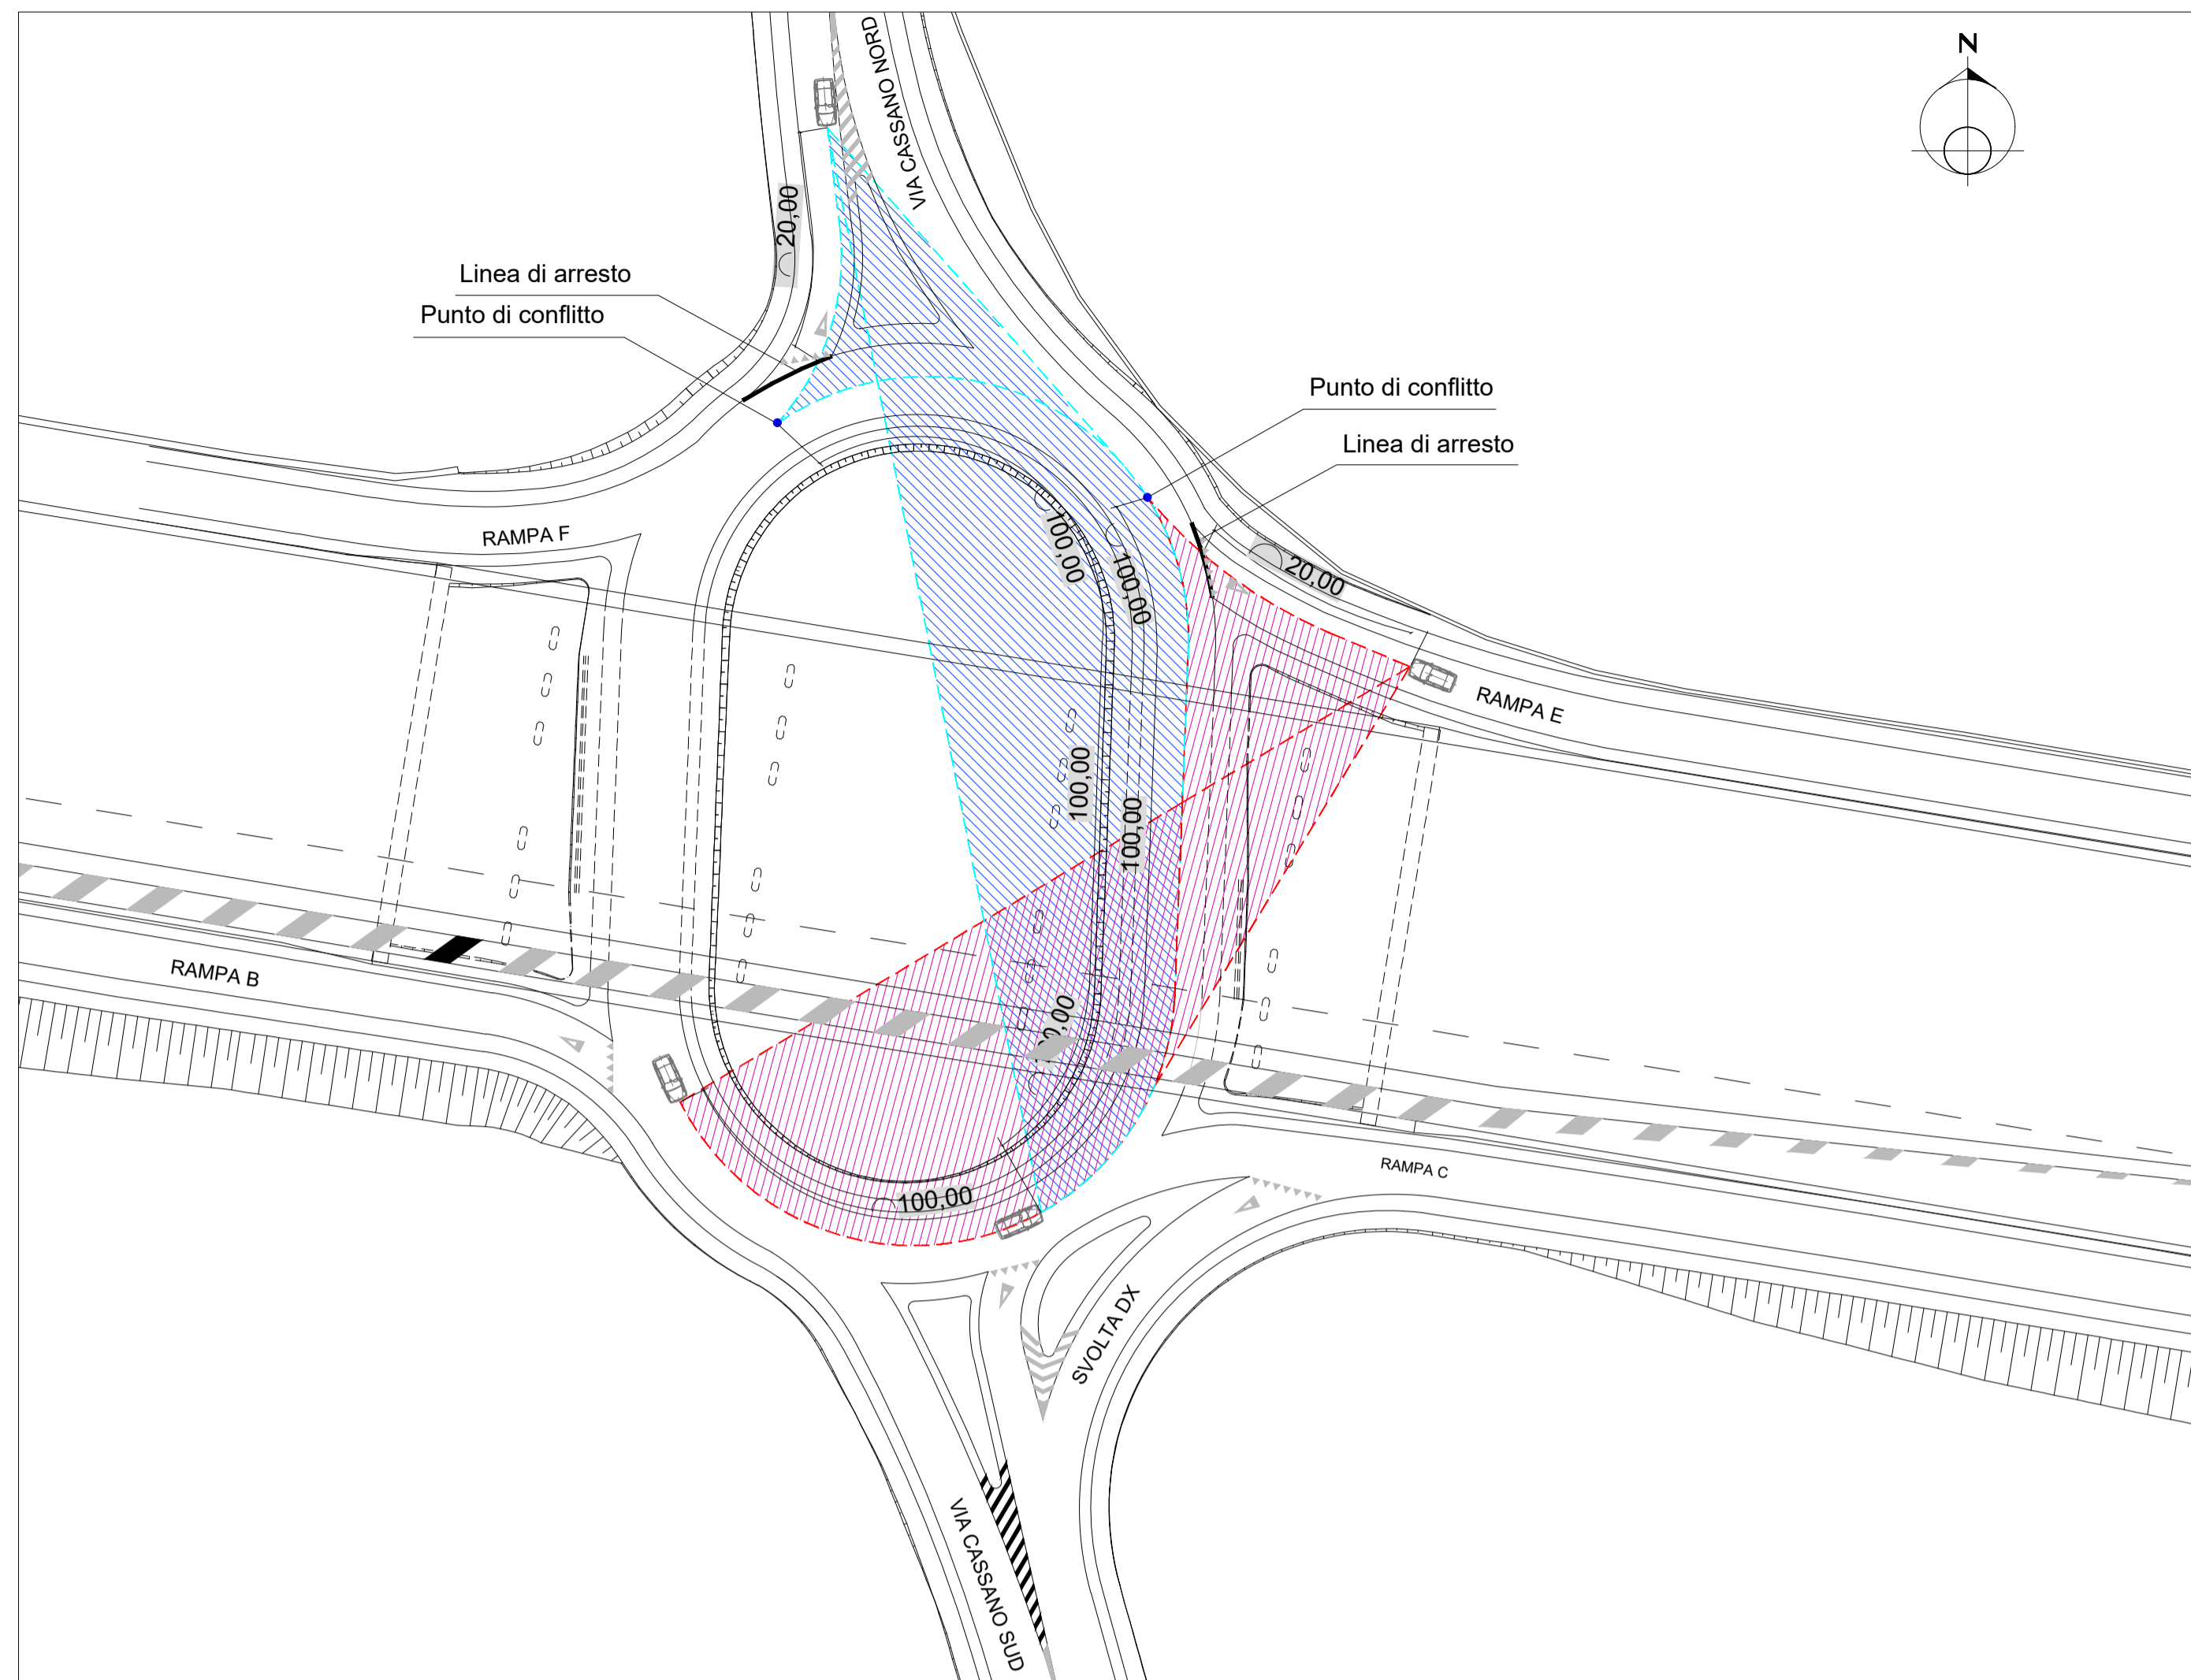 VIA CASSANO NORD
N
20,00
Linea di arresto
Punto di conflitto
Punto di conflitto
Linea di arresto
RAMPA F
100,00
100,00
20,00
RAMPA E
100,00
100,00
RAMPA B
00,00
RAMPA C
100,00
SVOLTA DX
VIA CASSANO SUD